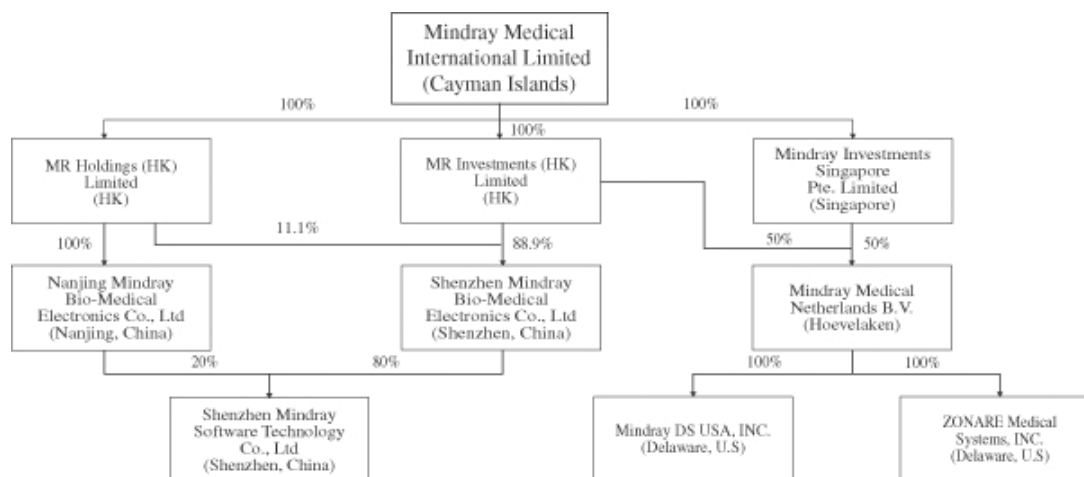 Mindray Medical
International Limited
(Cayman Islands)
100%
100%
100%
MR Holdings (HK)
Limited
(HK)
MR Investments (HK)
Limited
(HK)
Mindray Investments
Singapore
Pte. Limited
(Singapore)
100%
11.1%
88.9%
50%
50%
Nanjing Mindray
Bio-Medical
Electronics Co., Ltd
(Nanjing, China)
Shenzhen Mindray
Bio-Medical
Electronics Co., Ltd
(Shenzhen, China)
Mindray Medical
Netherlands B.V.
(Hoevelaken)
20%
80%
100%
100%
Shenzhen Mindray
Software Technology
Co., Ltd
(Shenzhen, China)
Mindray DS USA, INC.
(Delaware, U.S)
ZONARE Medical
Systems, INC.
(Delaware, U.S)